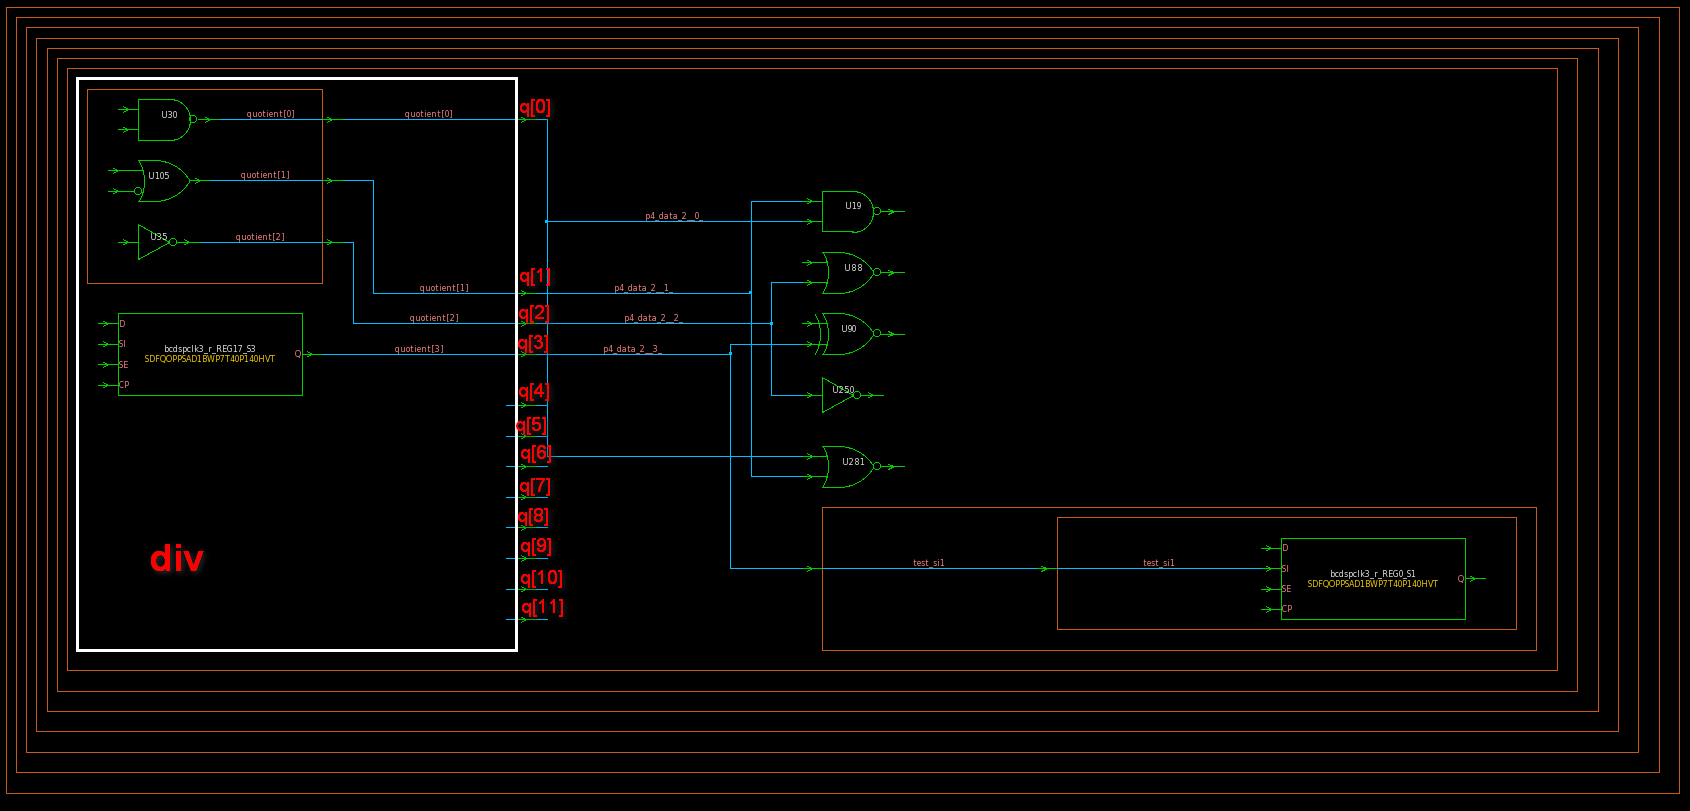 U30
quotient[0]
quotient[0]
q[0]
U105
quotient[1]
U35
quotient[2]
U19
p4_data_2__0_
U88
q[1]
quotient[1]
p4_data_2__1_
q[2]
quotient[2]
p4_data_2__2_
U90
q[3]
quotient[3]
p4_data_2__3_
D
SI
SE
CP
bcdspclk3_r_REG17_S3
SDFQOPPSAD1BWP7T40P140HVT
Q
q[4]
U250
q[5]
q[6]
U281
q[7]
q[8]
q[9]
q[10]
q[11]
div
test_si1
test_si1
D
SI
SE
CP
bcdspclk3_r_REG0_S1
SDFQOPPSAD1BWP7T40P140HVT
Q